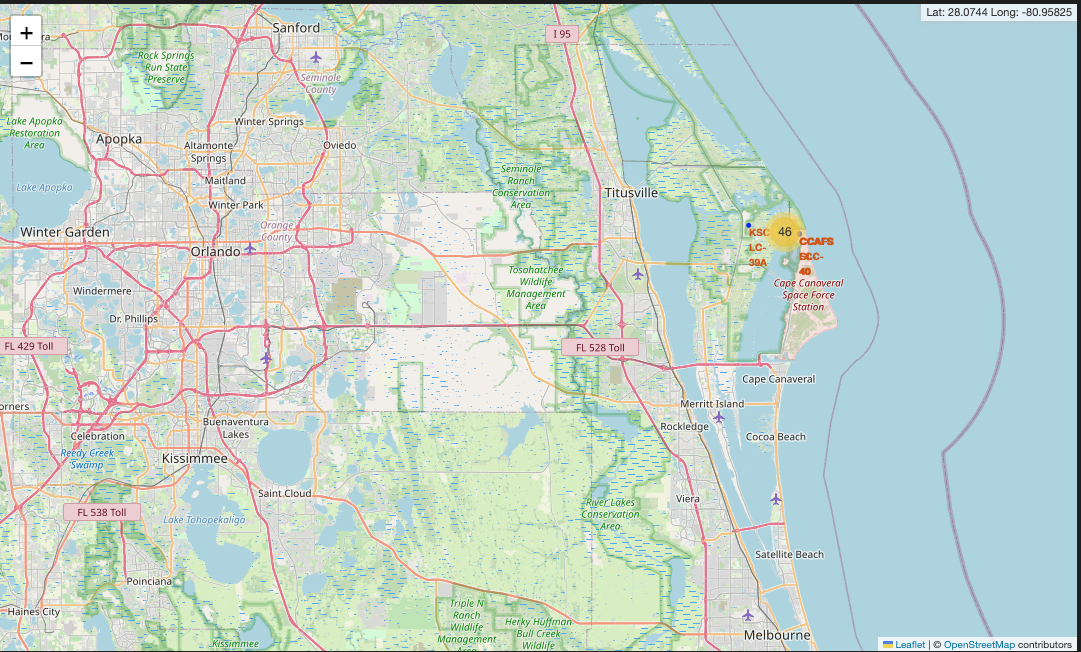 Lat: 28.0744 Long: -80.95825
+
−
Sanford
I 95
Rock Springs
Run State
Preserve
Seminole
County
Lake Apopka
Restoration
Area
Winter Springs
Apopka
Altamonte
Springs
Oviedo
Maitland
Seminole
Ranch
Conservation
Area
Lake Apopka
Titusville
Winter Park
Winter Garden
Orange
County
Orlando
KSC
LC-
39A
46
CCAFS
40
Tosohatchee
Wildlife
Management
Area
Cape Canaveral
Space Force
Station
Windermere
Dr. Phillips
FL 429 Toll
FL 528 Toll
Cape Canaveral
orners
Merritt Island
Buenaventura
Lakes
Rockledge
Celebration
Cocoa Beach
Reedy Creek
Swamp
Kissimmee
Saint Cloud
Viera
FL 538 Toll
Lake Tohopekaliga
River Lakes
Conservation
Area
Satellite Beach
Poinciana
Haines City
Triple N
Ranch
Wildlife
Management
Area
Herky Huffman
Bull Creek
Wildlife
Kissimmee
Melbourne
Leaflet | © OpenStreetMap contributors